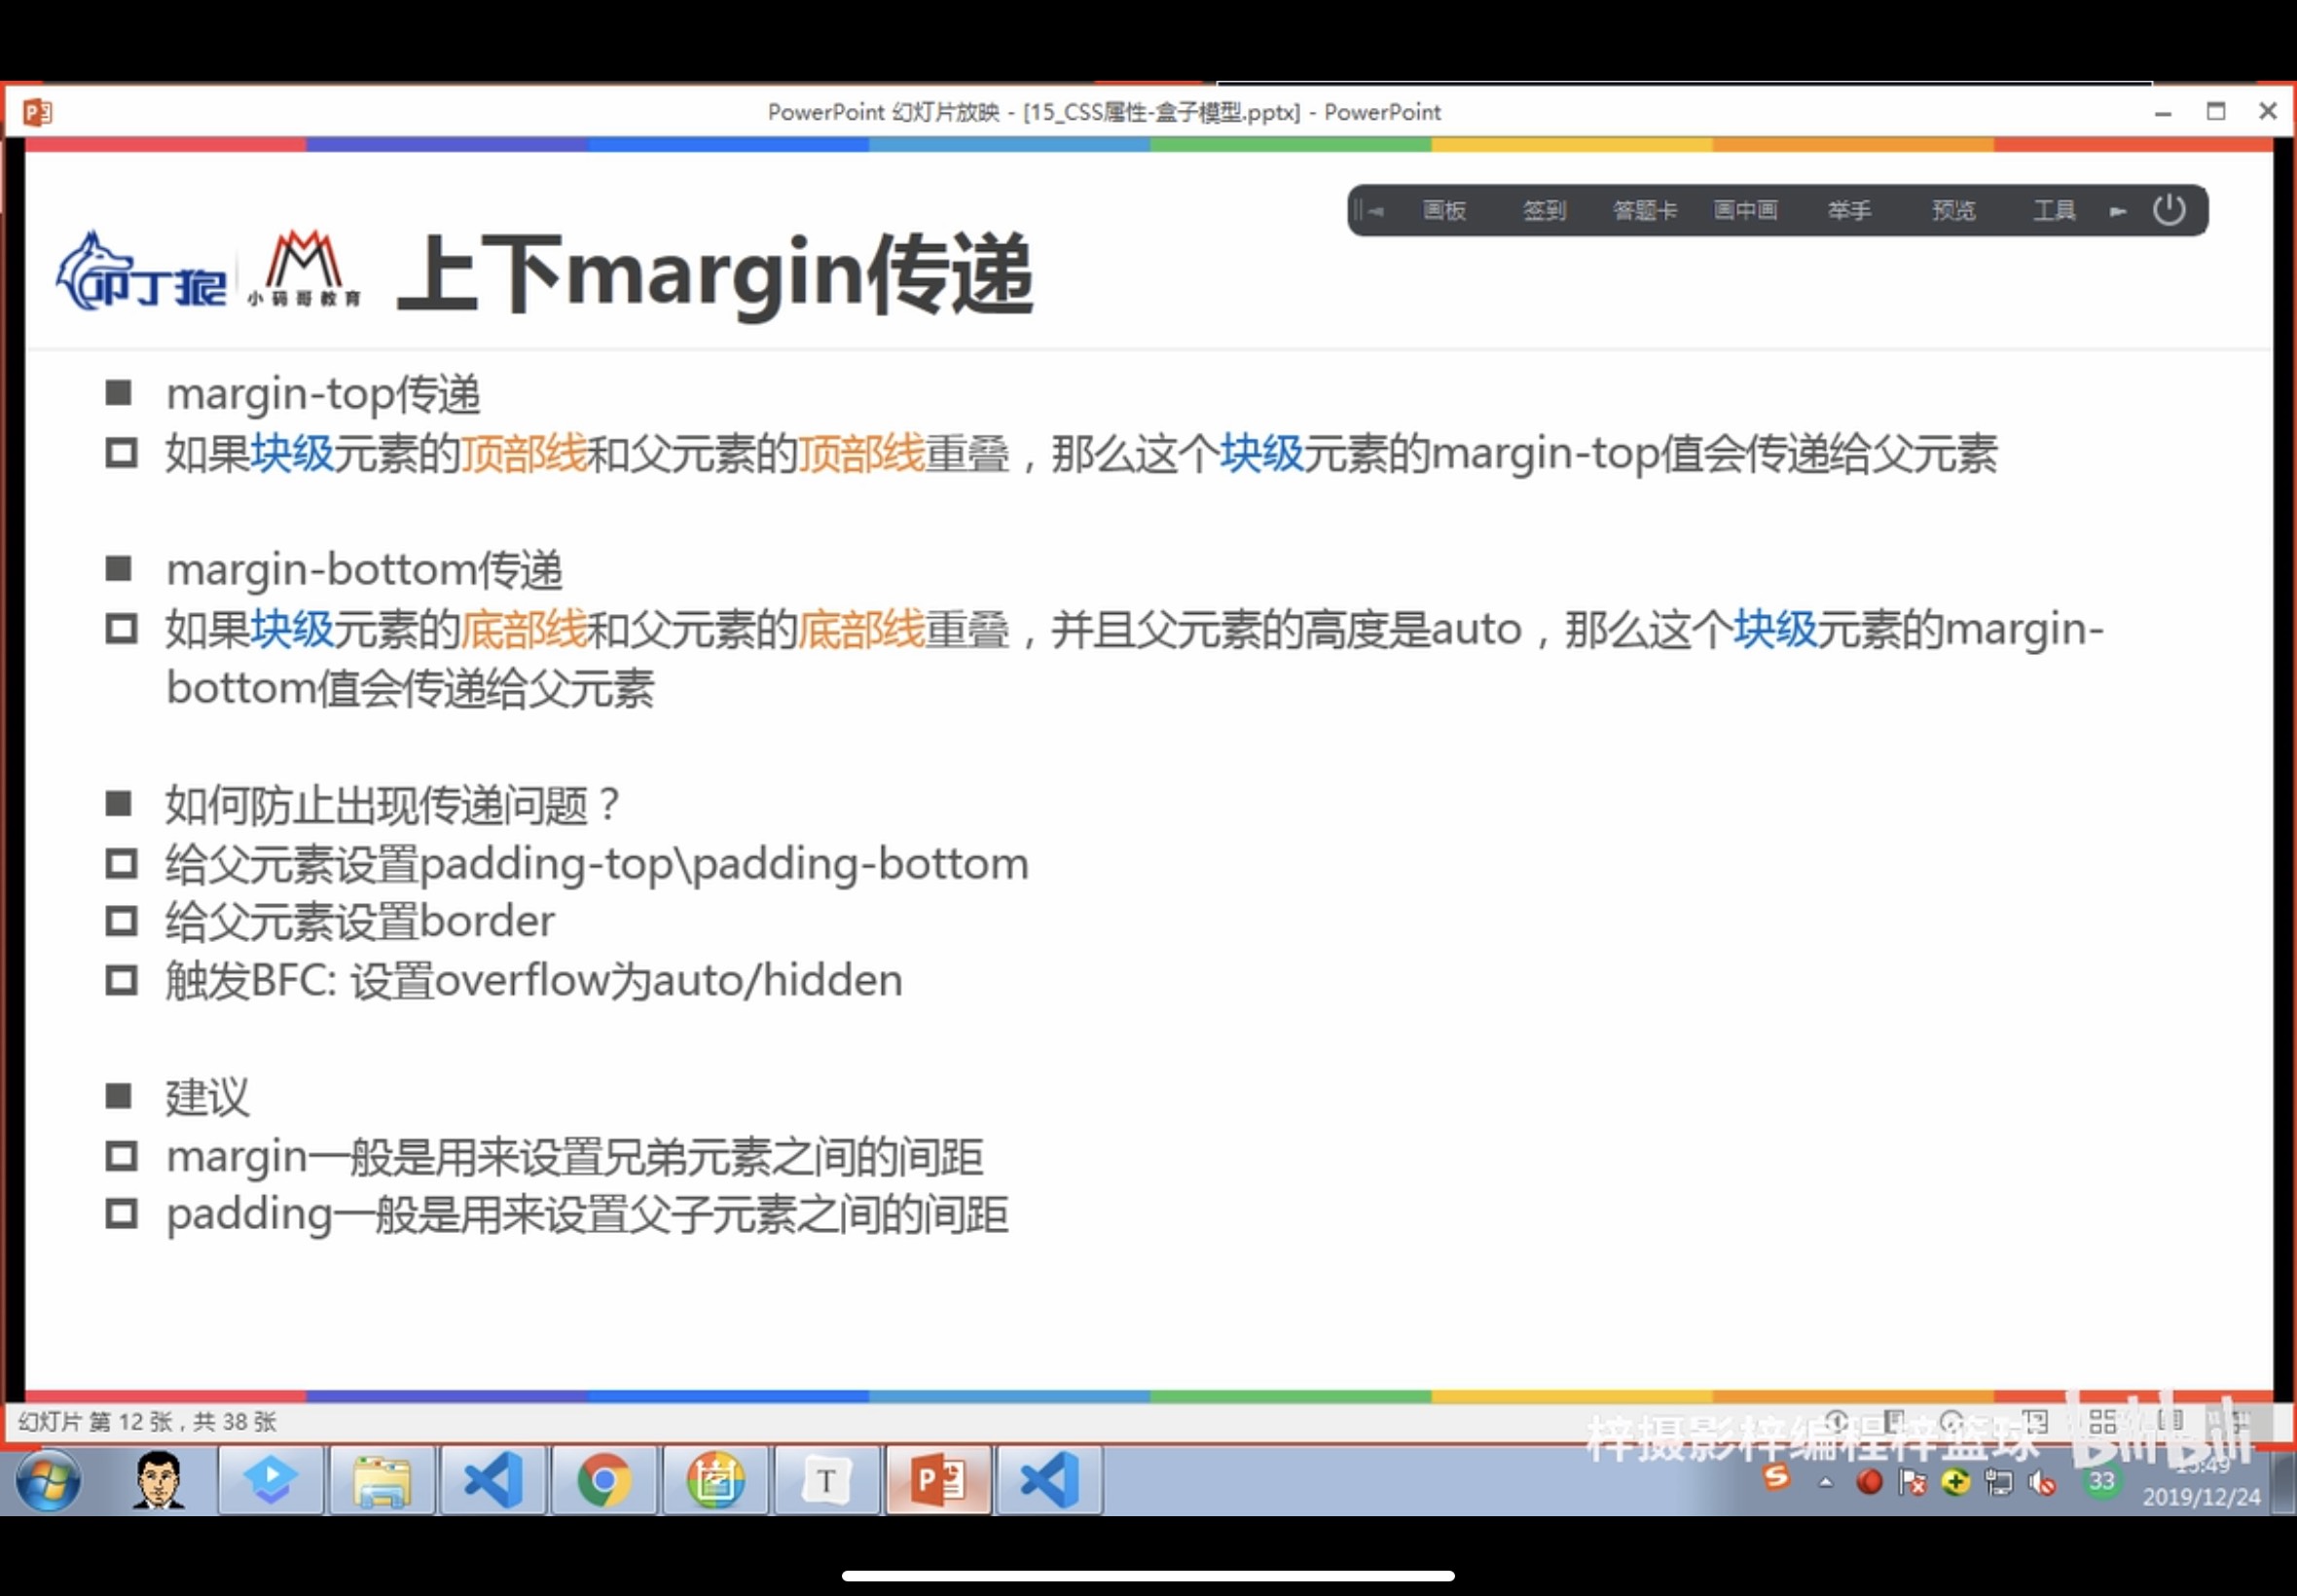 PowerPoint 幻灯片放映 - [15_CSS属性-盒子模型.pptx] - PowerPoint
画板 签到 答题卡 画中画 举手 预览 工具
叩丁狼 小码哥教育 上下margin传递
margin-top传递
如果块级元素的顶部线和父元素的顶部线重叠，那么这个块级元素的margin-top值会传递给父元素
margin-bottom传递
如果块级元素的底部线和父元素的底部线重叠，并且父元素的高度是auto，那么这个块级元素的margin-
bottom值会传递给父元素
如何防止出现传递问题？
给父元素设置padding-top\padding-bottom
给父元素设置border
触发BFC: 设置overflow为auto/hidden
建议
margin一般是用来设置兄弟元素之间的间距
padding一般是用来设置父子元素之间的间距
幻灯片 第 12 张，共 38 张
梓摄影梓编程梓篮球 bilibili
T
33
15:49
2019/12/24